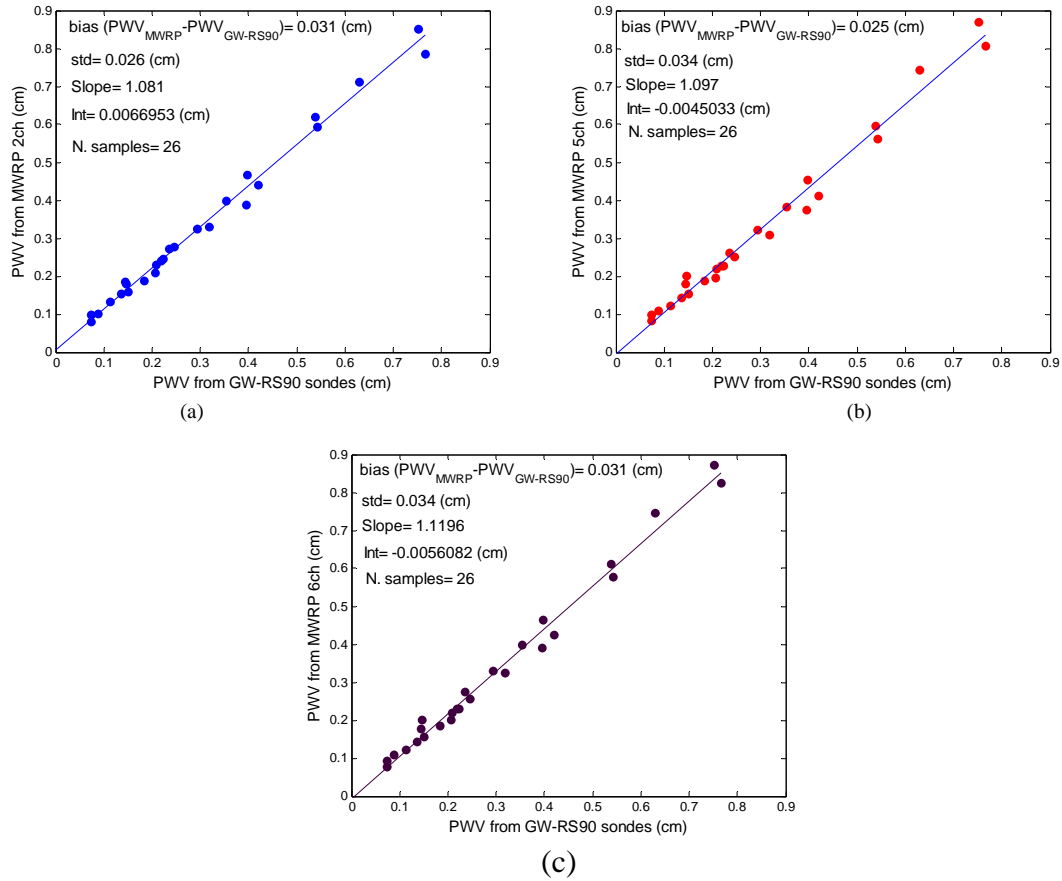 bias (PWV_MWRP-PWV_GW-RS90)= 0.031 (cm)
std= 0.026 (cm)
Slope= 1.081
Int= 0.0066953 (cm)
N. samples= 26
PWV from MWRP 2ch (cm)
0.9
0.8
0.7
0.6
0.5
0.4
0.3
0.2
0.1
0
0 0.1 0.2 0.3 0.4 0.5 0.6 0.7 0.8 0.9
PWV from GW-RS90 sondes (cm)
(a)
bias (PWV_MWRP-PWV_GW-RS90)= 0.025 (cm)
std= 0.034 (cm)
Slope= 1.097
Int= -0.0045033 (cm)
N. samples= 26
PWV from MWRP 5ch (cm)
0.9
0.8
0.7
0.6
0.5
0.4
0.3
0.2
0.1
0
0 0.1 0.2 0.3 0.4 0.5 0.6 0.7 0.8 0.9
PWV from GW-RS90 sondes (cm)
(b)
bias (PWV_MWRP-PWV_GW-RS90)= 0.031 (cm)
std= 0.034 (cm)
Slope= 1.1196
Int= -0.0056082 (cm)
N. samples= 26
PWV from MWRP 6ch (cm)
0.9
0.8
0.7
0.6
0.5
0.4
0.3
0.2
0.1
0
0 0.1 0.2 0.3 0.4 0.5 0.6 0.7 0.8 0.9
PWV from GW-RS90 sondes (cm)
(c)